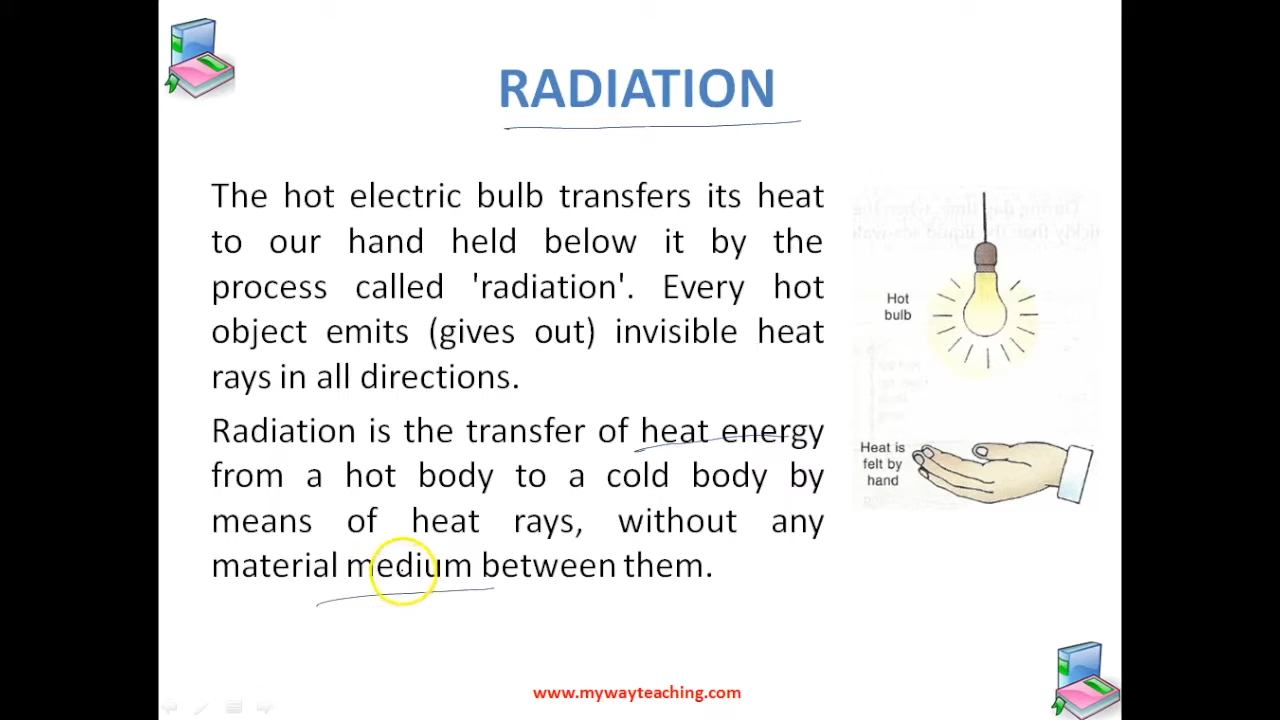 RADIATION
The hot electric bulb transfers its heat
to our hand held below it by the
process called 'radiation'. Every hot
object emits (gives out) invisible heat
rays in all directions.
Radiation is the transfer of heat energy
from a hot body to a cold body by
means of heat rays, without any
material medium between them.
Hot
bulb
Heat is
felt by
hand
www.mywayteaching.com